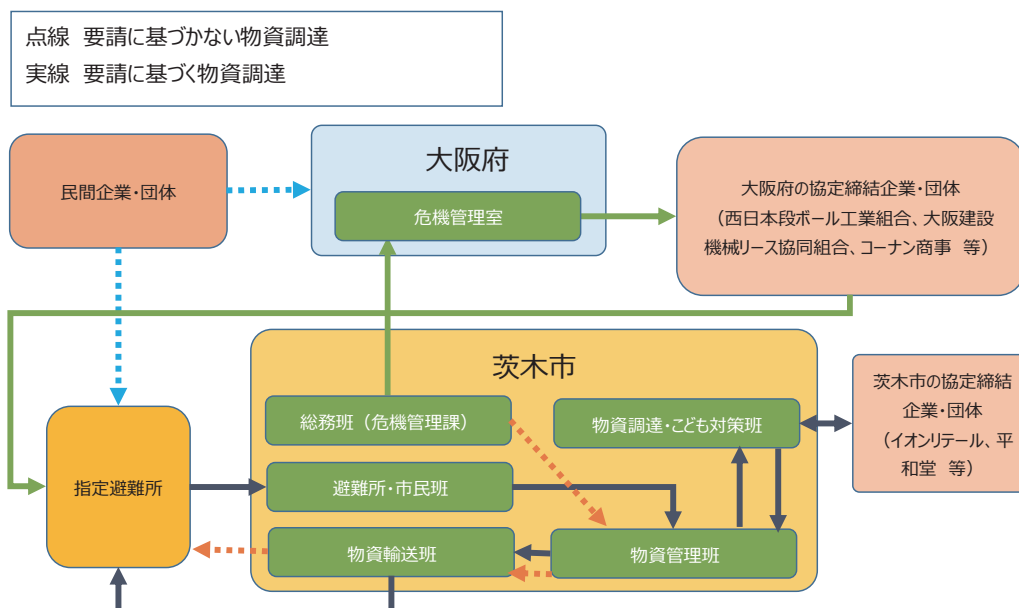 点線 要請に基づかない物資調達
実線 要請に基づく物資調達
民間企業・団体
大阪府
危機管理室
大阪府の協定締結企業・団体
（西日本段ボール工業組合、大阪建設
機械リース協同組合、コーナン商事 等）
茨木市
総務班（危機管理課）
物資調達・こども対策班
茨木市の協定締結
企業・団体
（イオンリテール、平
和堂 等）
指定避難所
避難所・市民班
物資輸送班
物資管理班